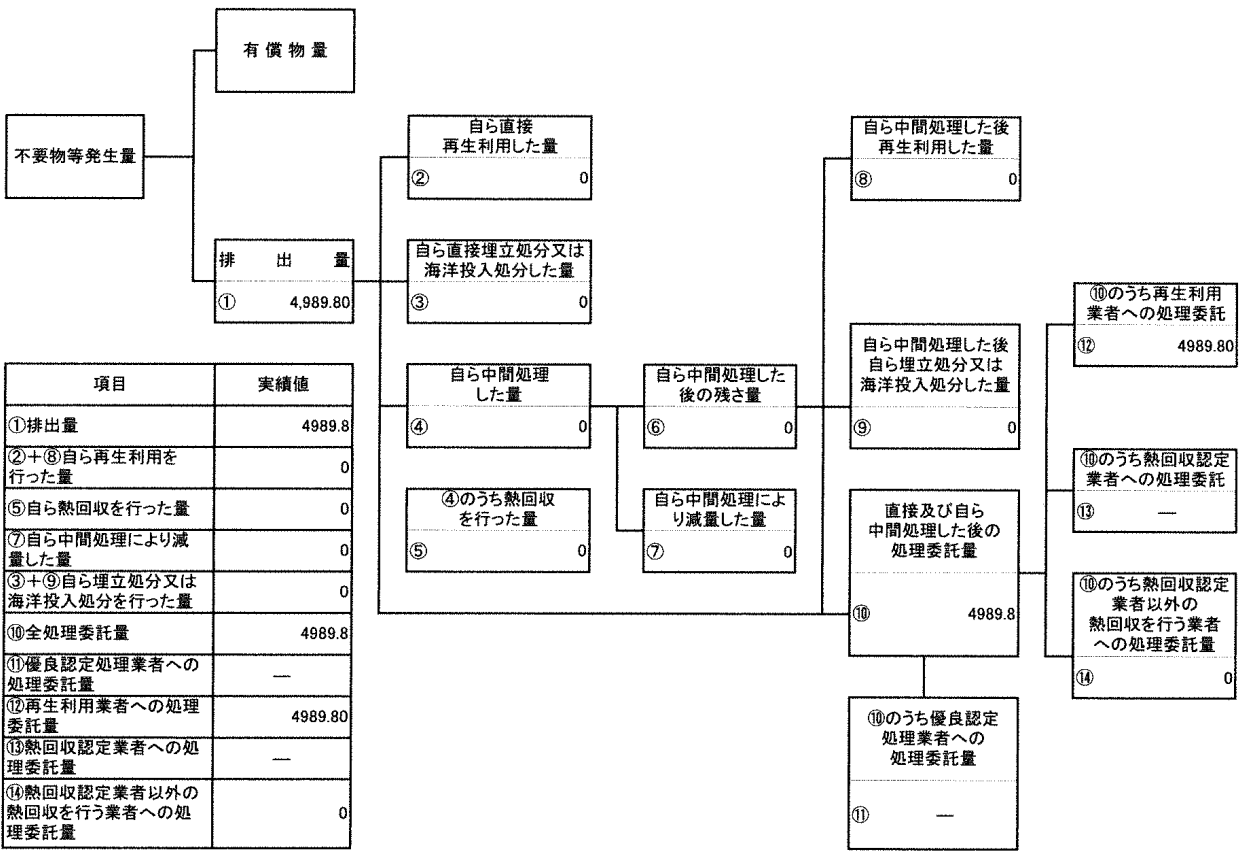 有償物量
不要物等発生量
排出量
① 4,989.80
自ら直接
再生利用した量
② 0
自ら直接埋立処分又は
海洋投入処分した量
③ 0
自ら中間処理
した量
④ 0
④のうち熱回収
を行った量
⑤ 0
自ら中間処理した
後の残さ量
⑥ 0
自ら中間処理によ
り減量した量
⑦ 0
自ら中間処理した後
再生利用した量
⑧ 0
自ら中間処理した後
自ら埋立処分又は
海洋投入処分した量
⑨ 0
直接及び自ら
中間処理した後の
処理委託量
⑩ 4989.8
⑩のうち優良認定
処理業者への
処理委託量
⑪ —
⑩のうち再生利用
業者への処理委託
⑫ 4989.80
⑩のうち熱回収認定
業者への処理委託
⑬ —
⑩のうち熱回収認定
業者以外の
熱回収を行う業者
への処理委託量
⑭ 0
項目 実績値
①排出量 4989.8
②＋⑧自ら再生利用を
行った量 0
⑤自ら熱回収を行った量 0
⑦自ら中間処理により減
量した量 0
③＋⑨自ら埋立処分又は
海洋投入処分を行った量 0
⑩全処理委託量 4989.8
⑪優良認定処理業者への
処理委託量 —
⑫再生利用業者への処理
委託量 4989.80
⑬熱回収認定業者への処
理委託量 —
⑭熱回収認定業者以外の
熱回収を行う業者への処
理委託量 0